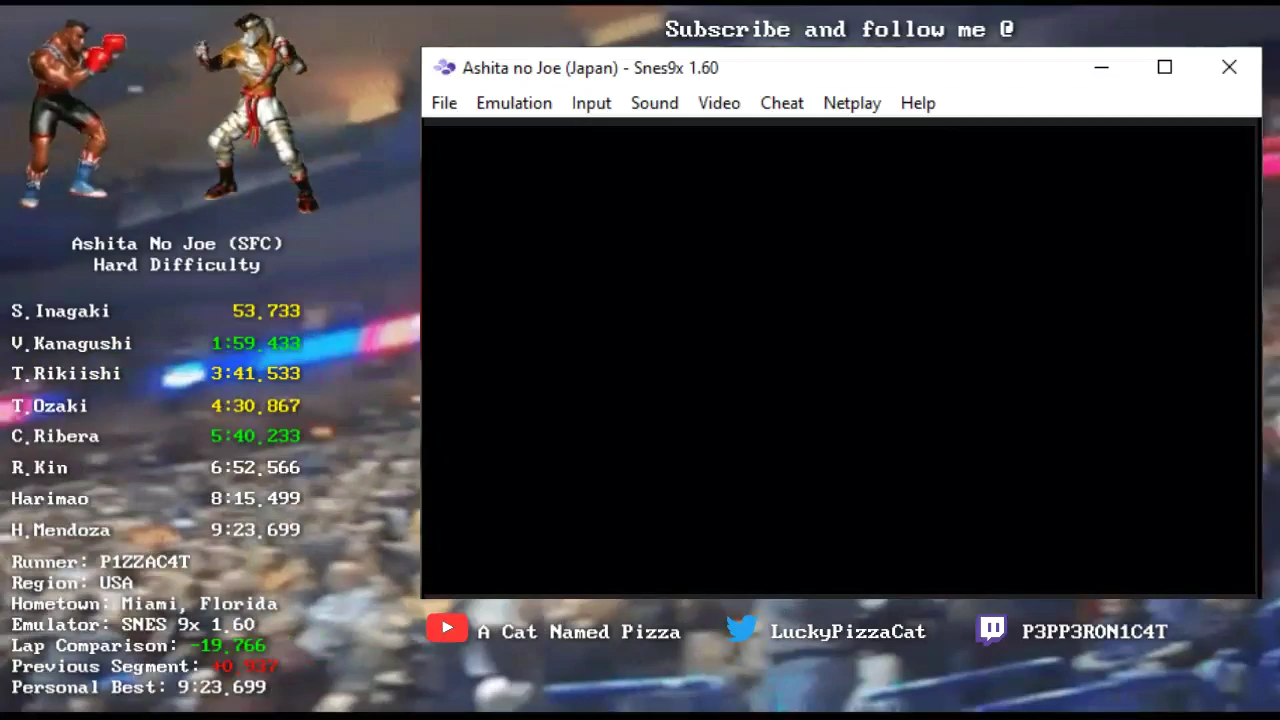 Subscribe and follow me @
Ashita no Joe (Japan) - Snes9x 1.60
File Emulation Input Sound Video Cheat Netplay Help
Ashita No Joe (SFC)
Hard Difficulty
S.Inagaki 53.733
V.Kanagushi 1:59.433
T.Rikiishi 3:41.533
T.Ozaki 4:30.867
C.Ribera 5:40.233
R.Kin 6:52.566
Harimao 8:15.499
H.Mendoza 9:23.699
Runner: P1ZZAC4T
Region: USA
Hometown: Miami, Florida
Emulator: SNES 9x 1.60
Lap Comparison: -19.766
Previous Segment: +0.937
Personal Best: 9:23.699
A Cat Named Pizza LuckyPizzaCat P3PP3R0N1C4T